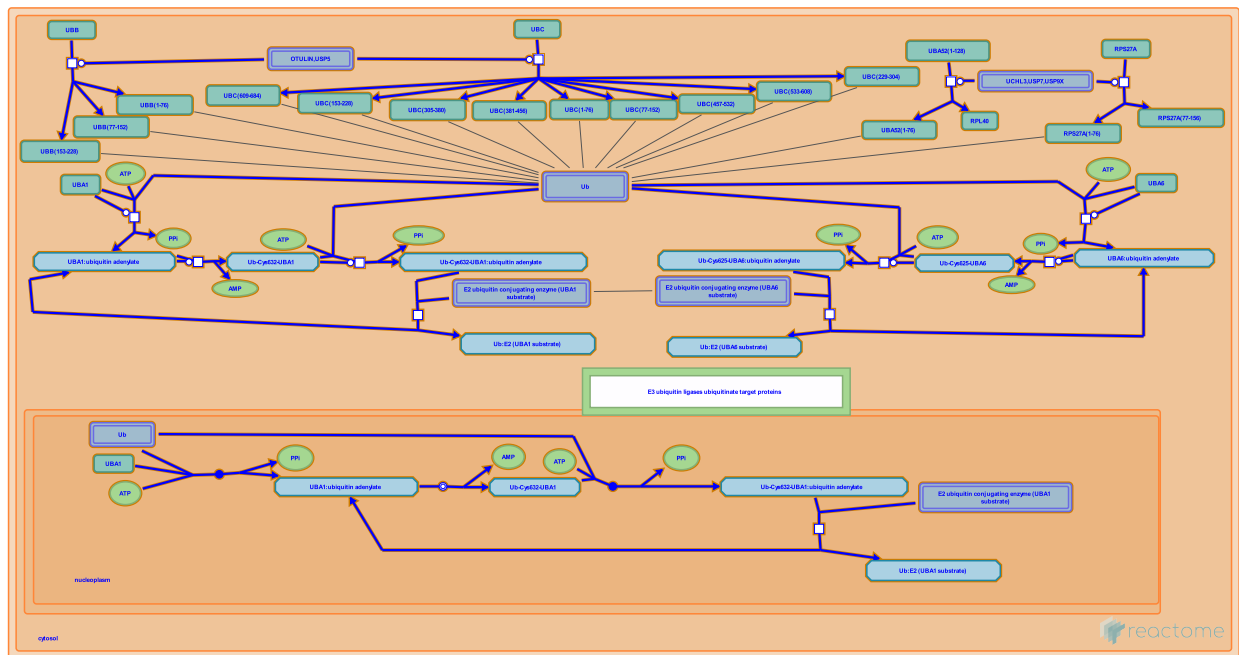 UBB
UBC
OTULIN,USP5
UBA52(1-128)
RPS27A
UCHL3,USP7,USP9X
UBB(1-76)
UBB(77-152)
UBB(153-228)
UBC(609-684)
UBC(153-228)
UBC(305-380)
UBC(381-456)
UBC(1-76)
UBC(77-152)
UBC(457-532)
UBC(533-608)
UBC(229-304)
UBA52(1-76)
RPL40
RPS27A(1-76)
RPS27A(77-156)
Ub
ATP
UBA1
PPi
UBA1:ubiquitin adenylate
AMP
Ub-Cys632-UBA1
ATP
PPi
Ub-Cys632-UBA1:ubiquitin adenylate
E2 ubiquitin conjugating enzyme (UBA1
substrate)
Ub:E2 (UBA1 substrate)
PPi
ATP
Ub-Cys625-UBA6:ubiquitin adenylate
Ub-Cys625-UBA6
AMP
PPi
ATP
UBA6
UBA6:ubiquitin adenylate
E2 ubiquitin conjugating enzyme (UBA6
substrate)
Ub:E2 (UBA6 substrate)
E3 ubiquitin ligases ubiquitinate target proteins
Ub
UBA1
ATP
PPi
UBA1:ubiquitin adenylate
AMP
ATP
Ub-Cys632-UBA1
PPi
Ub-Cys632-UBA1:ubiquitin adenylate
E2 ubiquitin conjugating enzyme (UBA1
substrate)
Ub:E2 (UBA1 substrate)
nucleoplasm
cytosol
reactome